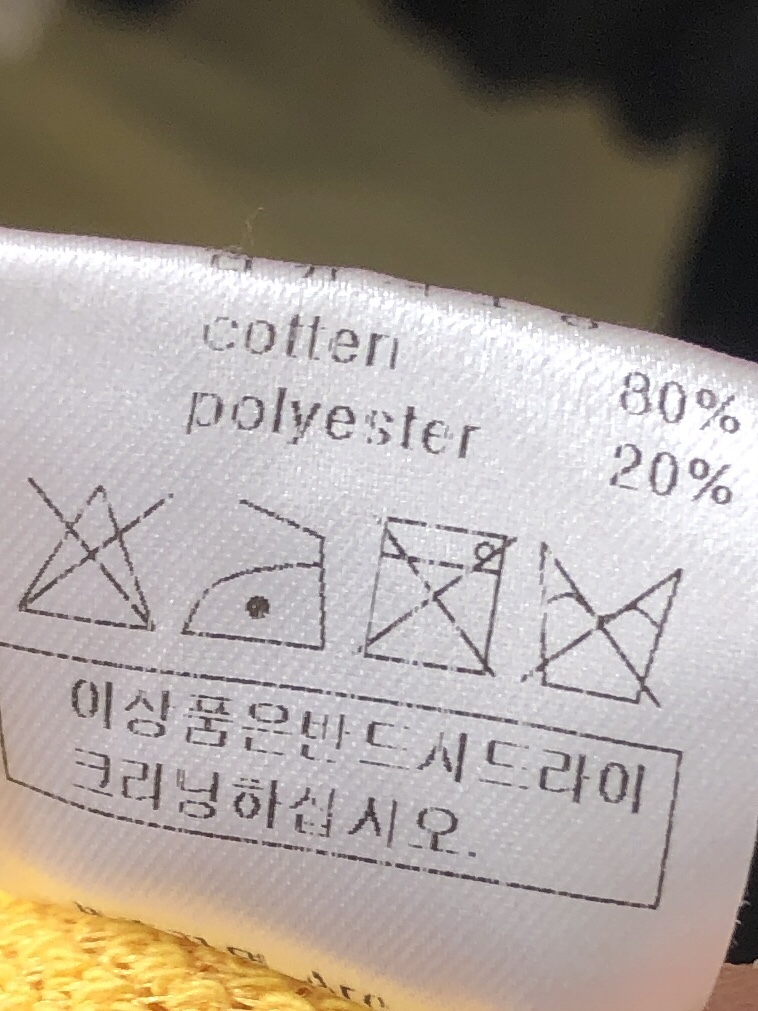 cotten 80%
polyester 20%
이상품은반드시드라이
크리닝하십시오.